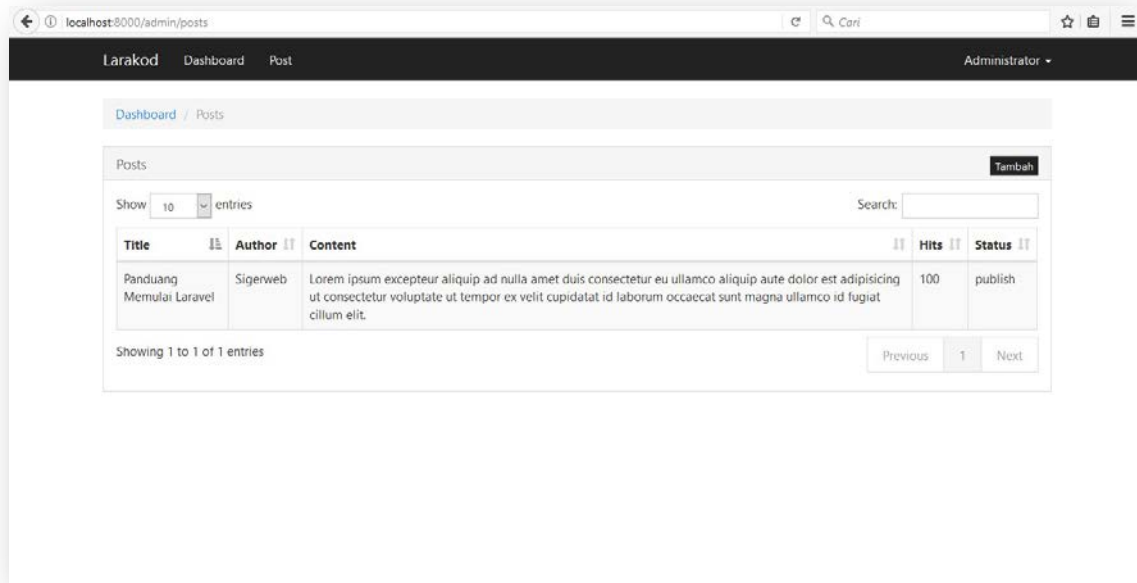 localhost:8000/admin/posts
Cari
Larakod Dashboard Post Administrator
Dashboard / Posts
Posts Tambah
Show 10 entries Search:
Title Author Content Hits Status
Panduang Sigerweb Lorem ipsum excepteur aliquip ad nulla amet duis consectetur eu ullamco aliquip aute dolor est adipisicing 100 publish
Memulai Laravel ut consectetur voluptate ut tempor ex velit cupidatat id laborum occaecat sunt magna ullamco id fugiat
cillum elit.
Showing 1 to 1 of 1 entries Previous 1 Next